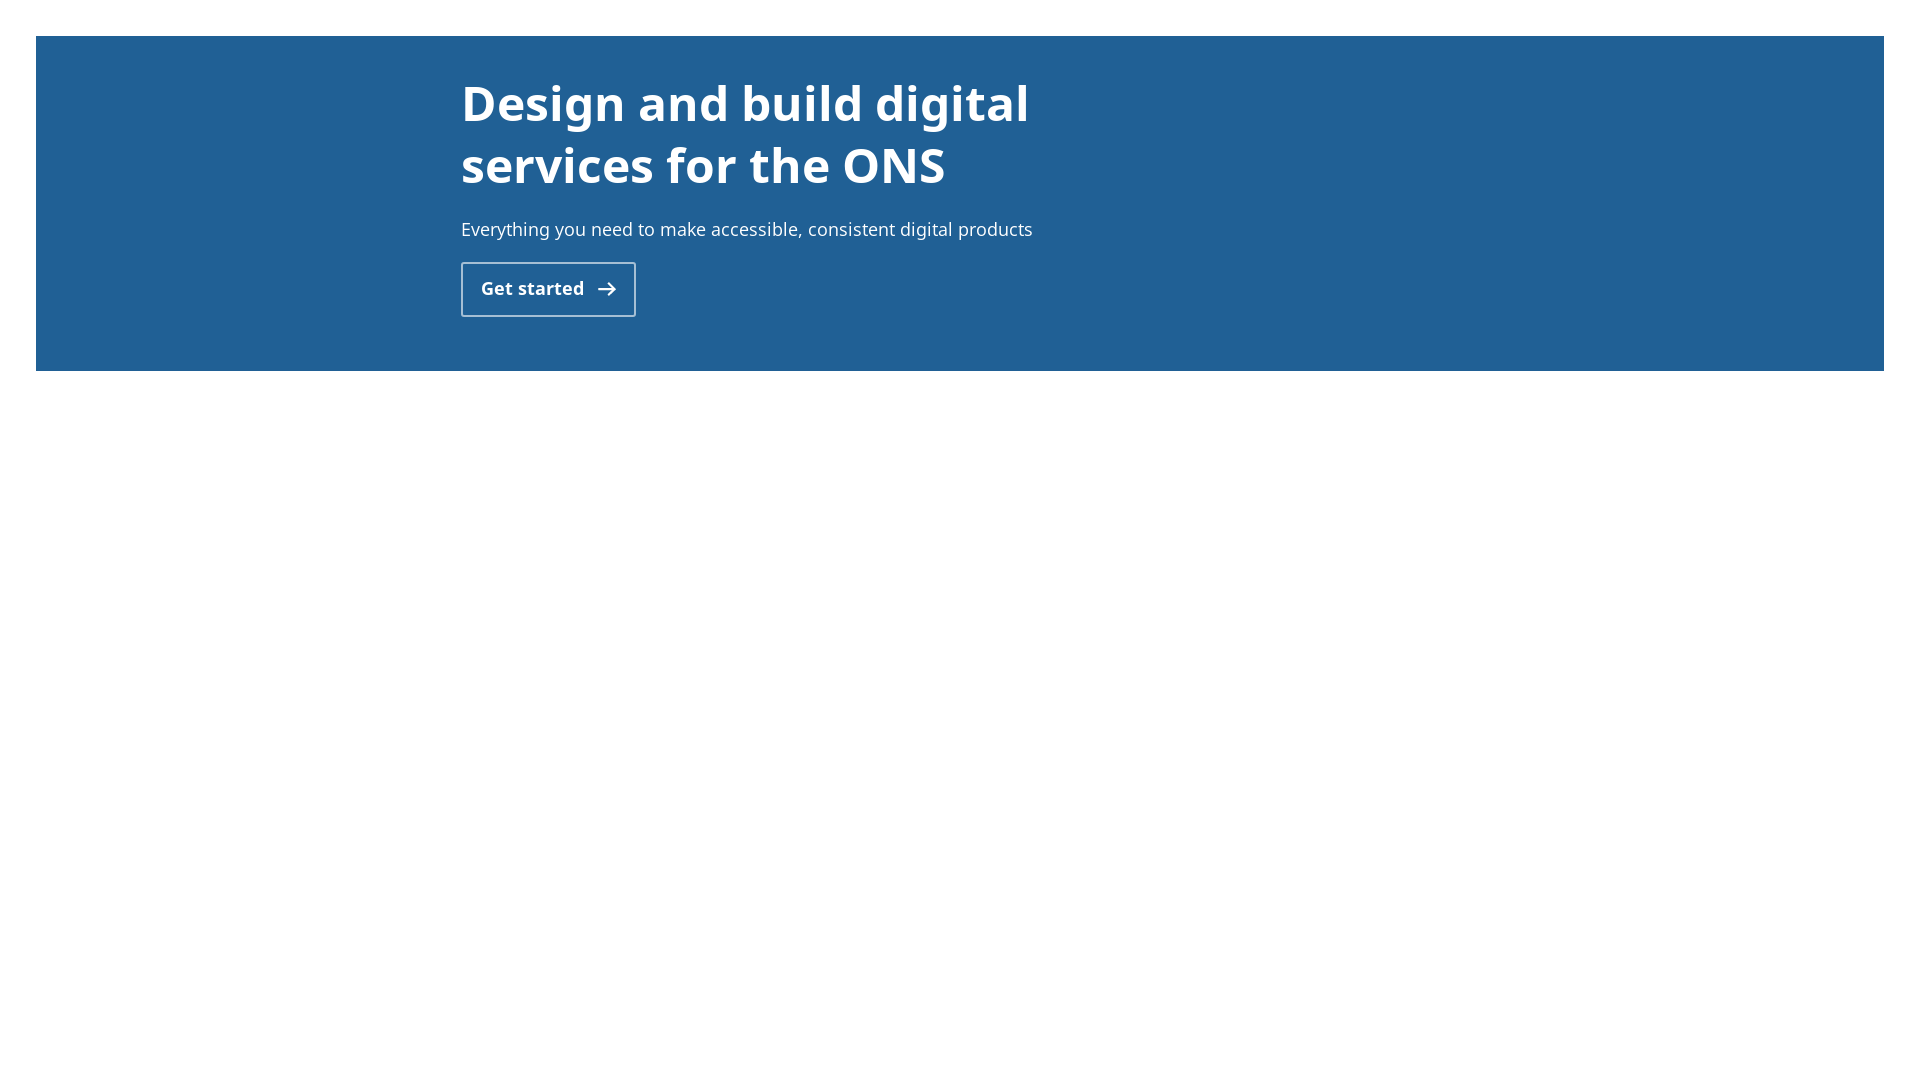 Design and build digital
services for the ONS
Everything you need to make accessible, consistent digital products
Get started